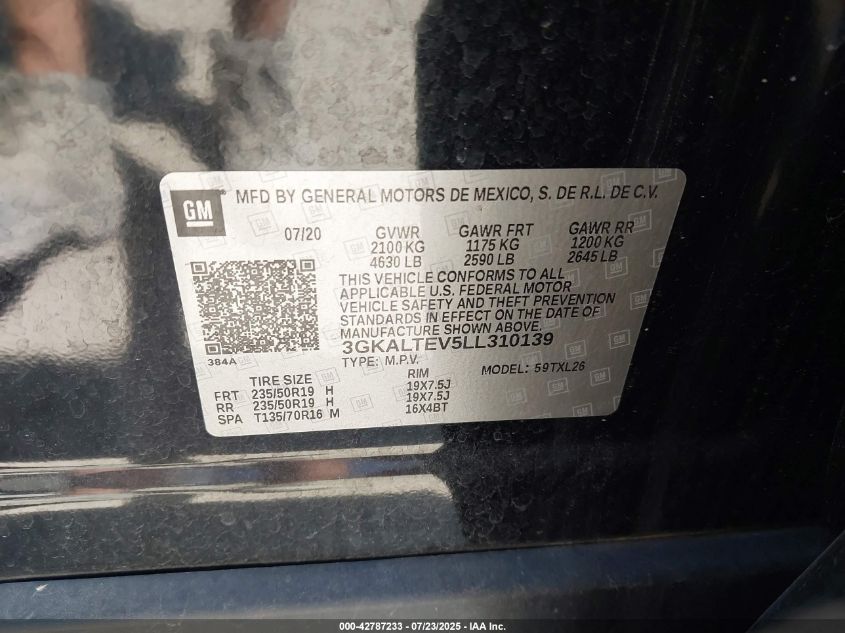 GM
MFD BY GENERAL MOTORS DE MEXICO, S. DE R.L. DE C.V.
07/20 GVWR GAWR FRT GAWR RR
2100 KG 1175 KG 1200 KG
4630 LB 2590 LB 2645 LB
THIS VEHICLE CONFORMS TO ALL
APPLICABLE U.S. FEDERAL MOTOR
VEHICLE SAFETY AND THEFT PREVENTION
STANDARDS IN EFFECT ON THE DATE OF
MANUFACTURE SHOWN ABOVE.
384A
3GKALTEV5LL310139
TYPE: M.P.V. MODEL: 59TXL26
TIRE SIZE RIM
FRT 235/50R19 H 19X7.5J
RR 235/50R19 H 19X7.5J
SPA T135/70R16 M 16X4BT
000-42787233 - 07/23/2025 - IAA Inc.